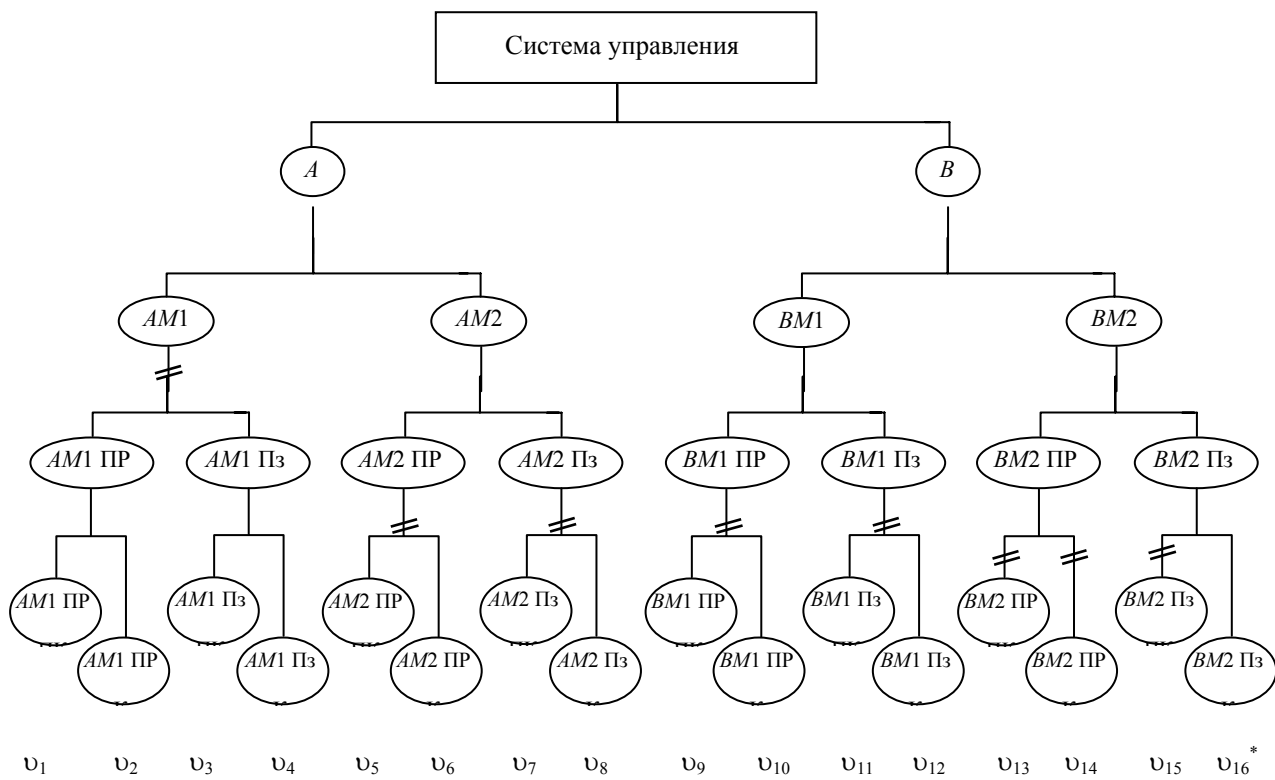 Система управления
A B
AM1 AM2 BM1 BM2
AM1 ПР AM1 Пз AM2 ПР AM2 Пз BM1 ПР BM1 Пз BM2 ПР BM2 Пз
AM1 ПР AM1 Пз AM2 ПР AM2 Пз BM1 ПР BM1 Пз BM2 ПР BM2 Пз
AM1 ПР AM1 Пз AM2 ПР AM2 Пз BM1 ПР BM1 Пз BM2 ПР BM2 Пз
υ₁ υ₂ υ₃ υ₄ υ₅ υ₆ υ₇ υ₈ υ₉ υ₁₀ υ₁₁ υ₁₂ υ₁₃ υ₁₄ υ₁₅ υ₁₆*